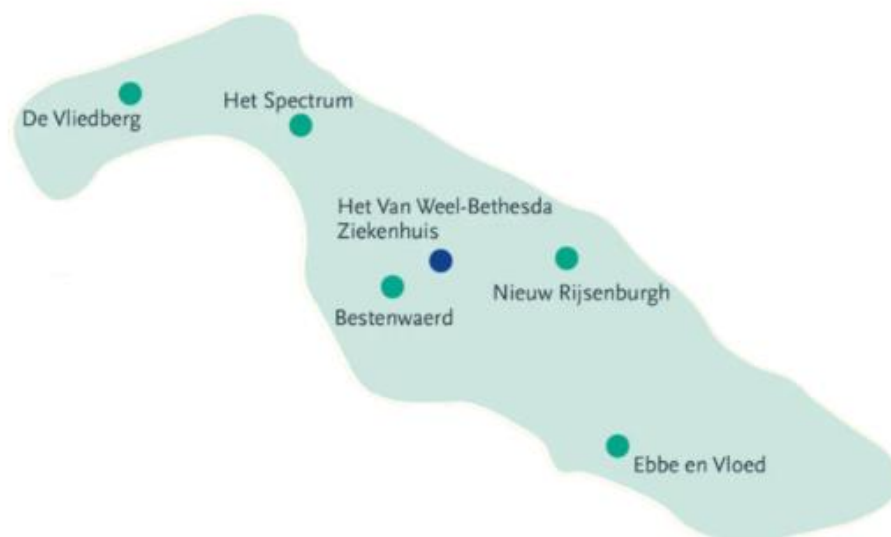 De Vliedberg
Het Spectrum
Het Van Weel-Bethesda
Ziekenhuis
Nieuw Rijsenburgh
Bestenwaerd
Ebbe en Vloed